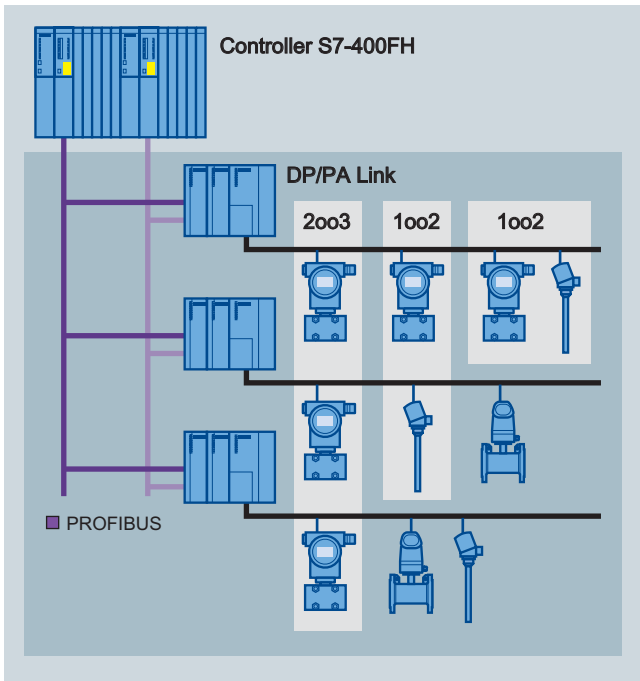 Controller S7-400FH
DP/PA Link
2oo3
1oo2
1oo2
PROFIBUS